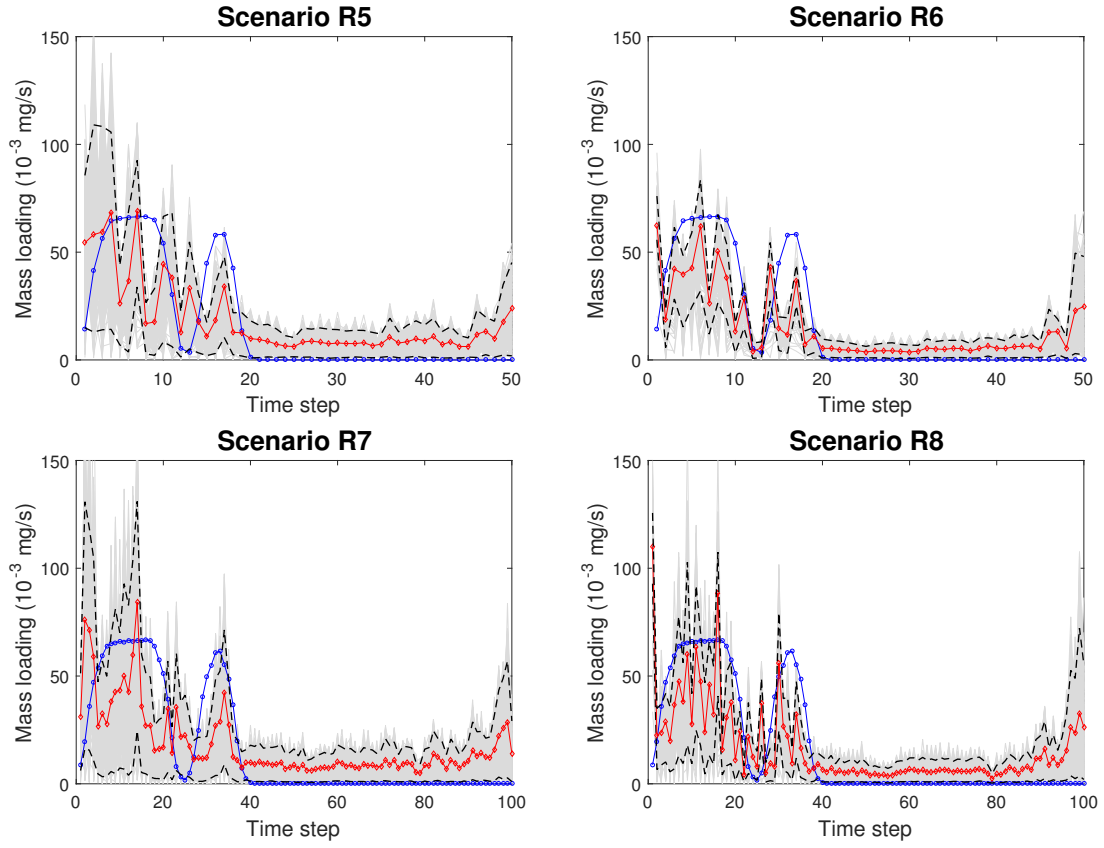 Scenario R5
Mass loading (10⁻³ mg/s)
150
100
50
0
0 10 20 30 40 50
Time step
Scenario R6
Mass loading (10⁻³ mg/s)
150
100
50
0
0 10 20 30 40 50
Time step
Scenario R7
Mass loading (10⁻³ mg/s)
150
100
50
0
0 20 40 60 80 100
Time step
Scenario R8
Mass loading (10⁻³ mg/s)
150
100
50
0
0 20 40 60 80 100
Time step